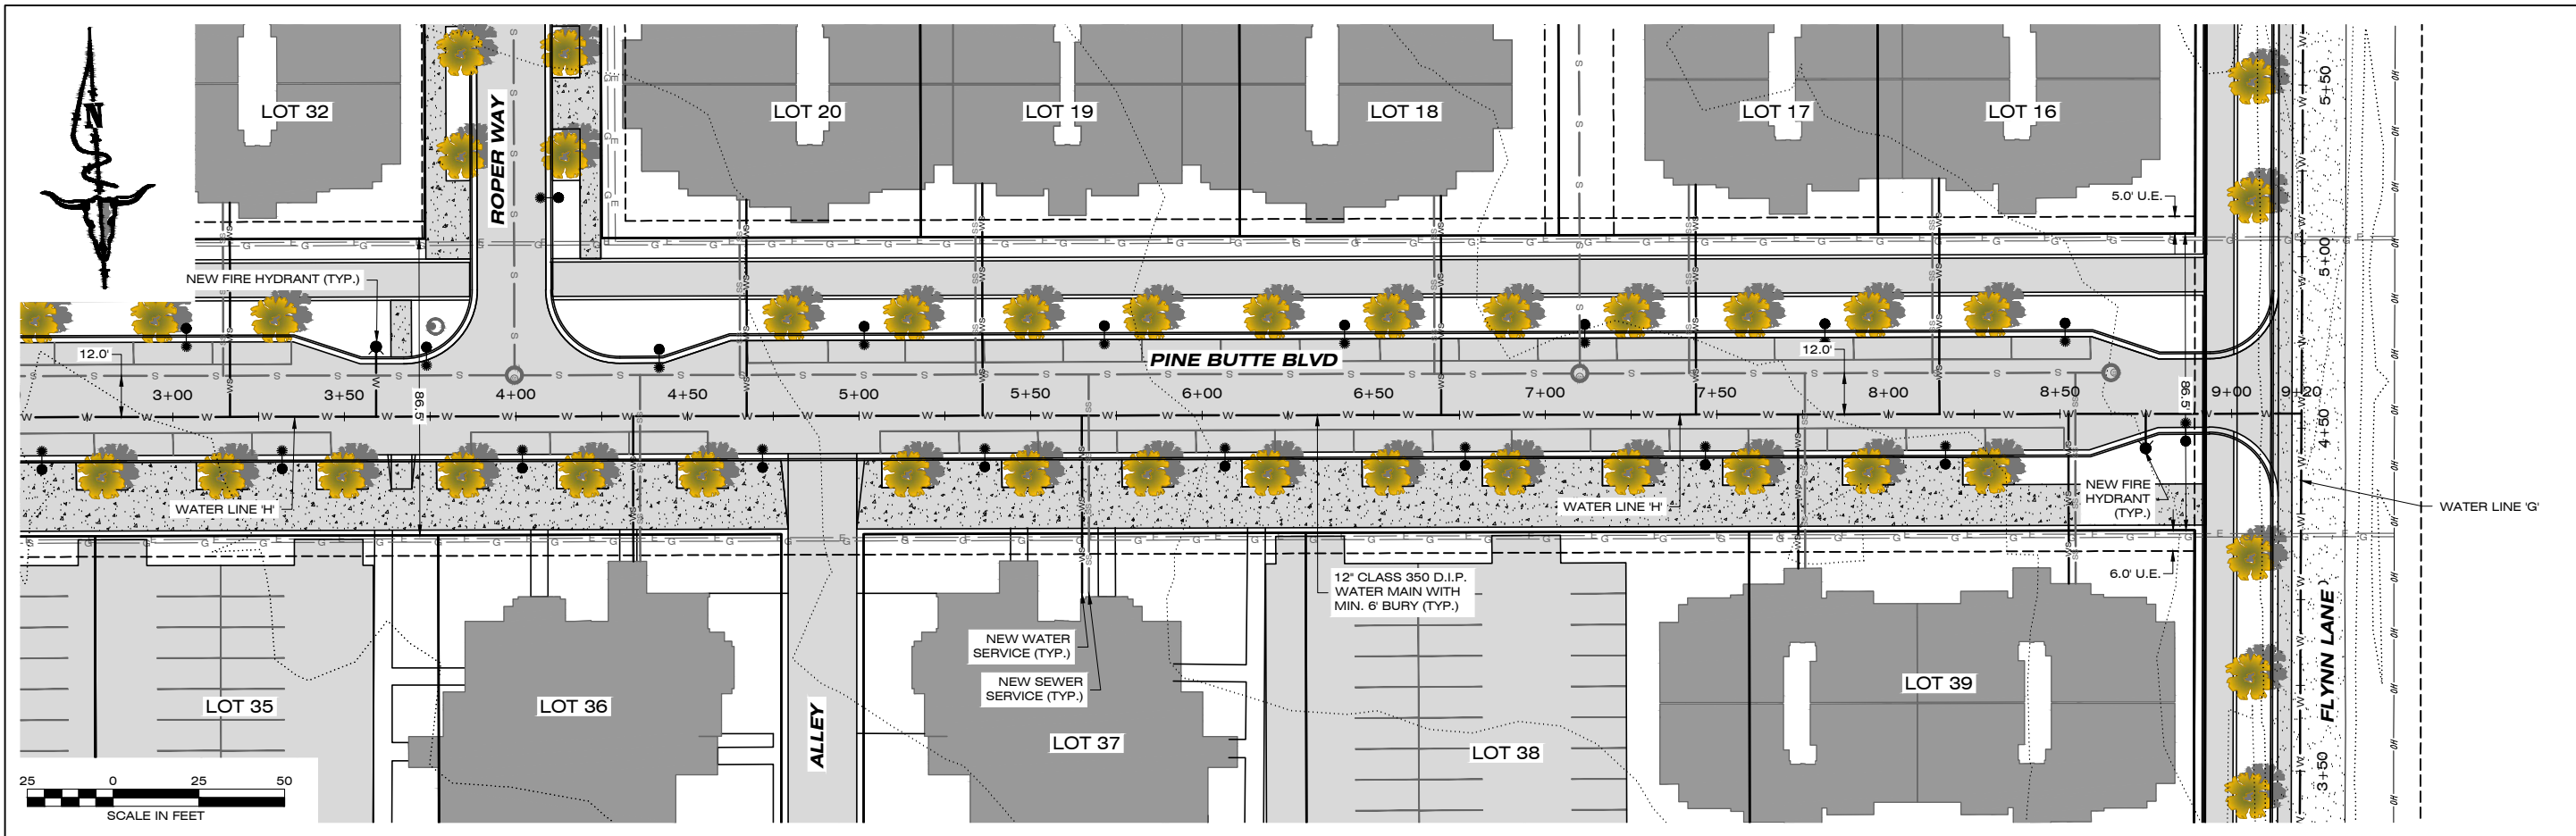 N
LOT 32
ROPER WAY
LOT 20
LOT 19
LOT 18
LOT 17
LOT 16
5+50
5.0' U.E.
5+00
NEW FIRE HYDRANT (TYP.)
12.0'
PINE BUTTE BLVD
12.0'
3+00
3+50
86.5'
4+00
4+50
5+00
5+50
6+00
6+50
7+00
7+50
8+00
8+50
86.5'
9+00
9+20
4+50
WATER LINE 'H'
WATER LINE 'H'
NEW FIRE
HYDRANT
(TYP.)
WATER LINE 'G'
12" CLASS 350 D.I.P.
WATER MAIN WITH
MIN. 6' BURY (TYP.)
6.0' U.E.
NEW WATER
SERVICE (TYP.)
NEW SEWER
SERVICE (TYP.)
FLYNN LANE
LOT 35
LOT 36
ALLEY
LOT 37
LOT 38
LOT 39
3+50
25 0 25 50
SCALE IN FEET